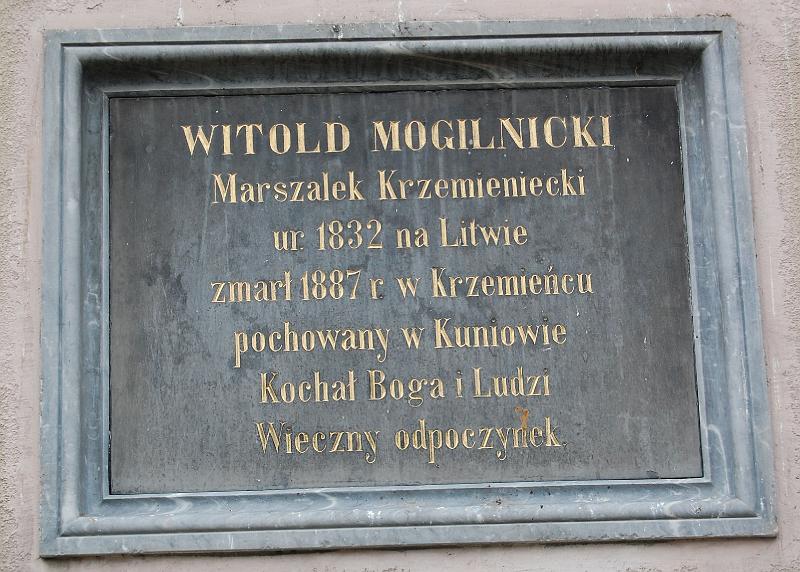 WITOLD MOGILNICKI
Marszalek Krzemieniecki
ur. 1832 na Litwie
zmarł 1887 r. w Krzemieńcu
pochowany w Kuniowie
Kochał Boga i Ludzi
Wieczny odpoczynek.